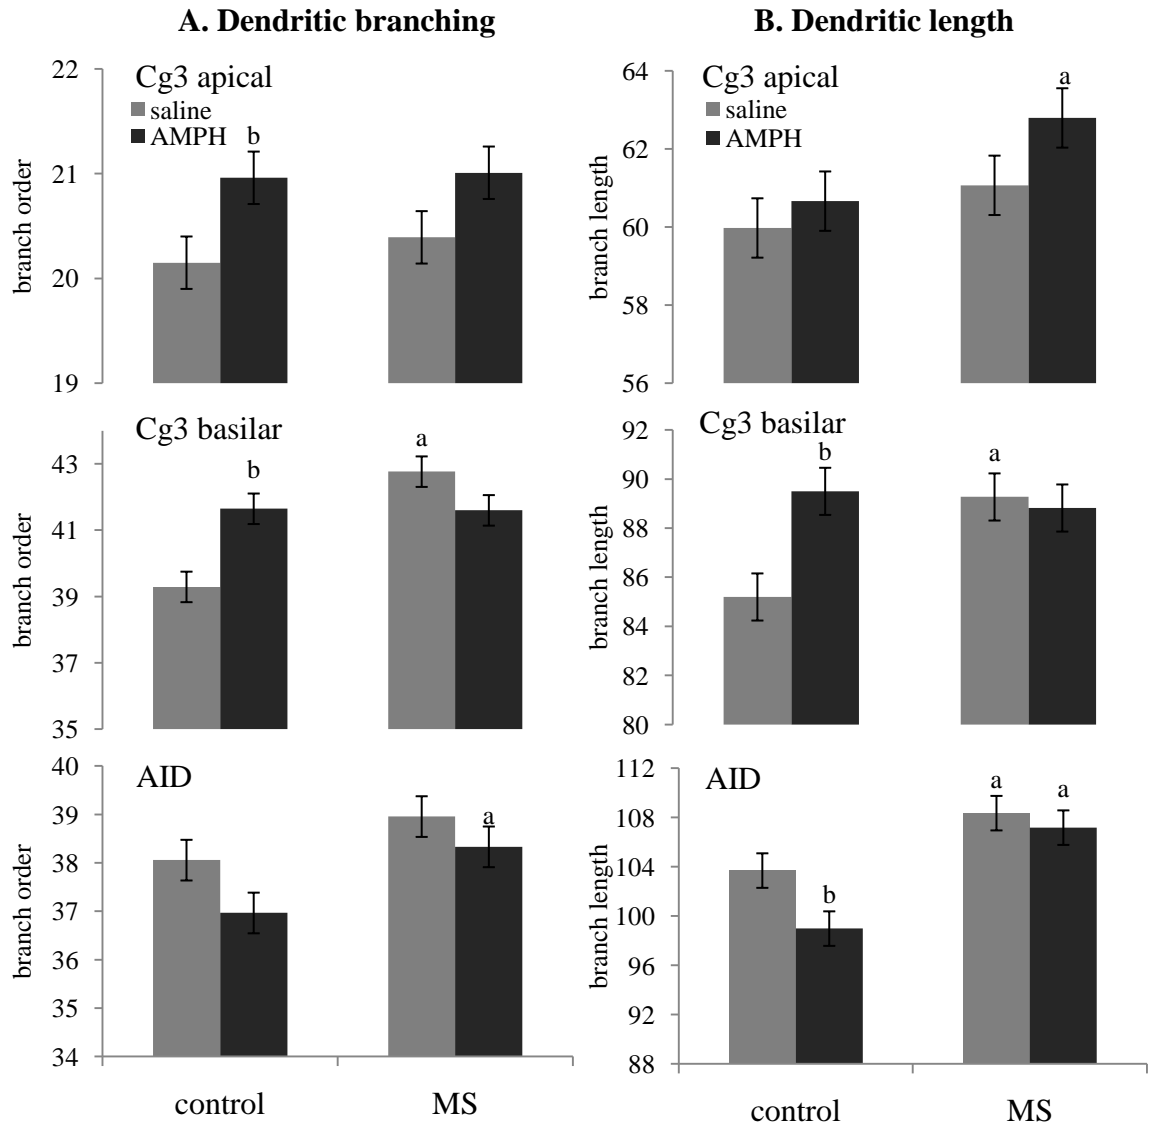 A. Dendritic branching
B. Dendritic length
22
21
20
19
branch order
Cg3 apical
saline
AMPH
b
64
62
60
58
56
branch length
Cg3 apical
saline
AMPH
a
43
41
39
37
35
branch order
Cg3 basilar
b
a
92
90
88
86
84
82
80
branch length
Cg3 basilar
b
a
40
39
38
37
36
35
34
branch order
AID
a
control
MS
112
108
104
100
96
92
88
branch length
AID
b
a
a
control
MS